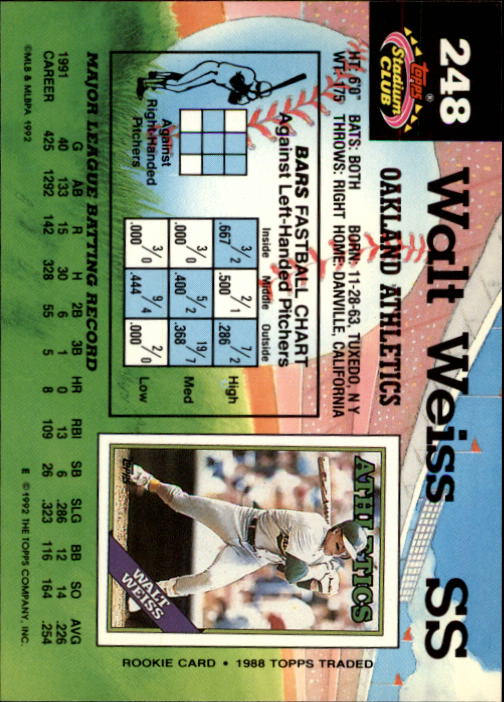 248
Walt Weiss SS
Topps®
Stadium
CLUB
OAKLAND ATHLETICS
HT: 6'0" BATS: BOTH BORN: 11-28-63, TUXEDO, N Y
WT: 175 THROWS: RIGHT HOME: DANVILLE, CALIFORNIA
BARS FASTBALL CHART
Against Left-Handed Pitchers
Against
Right-Handed
Pitchers
Inside Middle Outside
3/2 2/1 7/2
.667 .500 .286 High
3/0 5/2 19/7
.000 .400 .368 Med
3/0 9/4 2/0
.000 .444 .000 Low
MAJOR LEAGUE BATTING RECORD
G AB R H 2B 3B HR RBI SB SLG BB SO AVG
1991 40 133 15 30 6 1 0 13 6 .286 12 14 .226
CAREER 425 1292 142 328 55 5 8 109 26 .323 116 164 .254
©MLB & MLBPA 1992
E © 1992 THE TOPPS COMPANY, INC.
ATHLETICS
Topps
WALT
WEISS
ROOKIE CARD • 1988 TOPPS TRADED